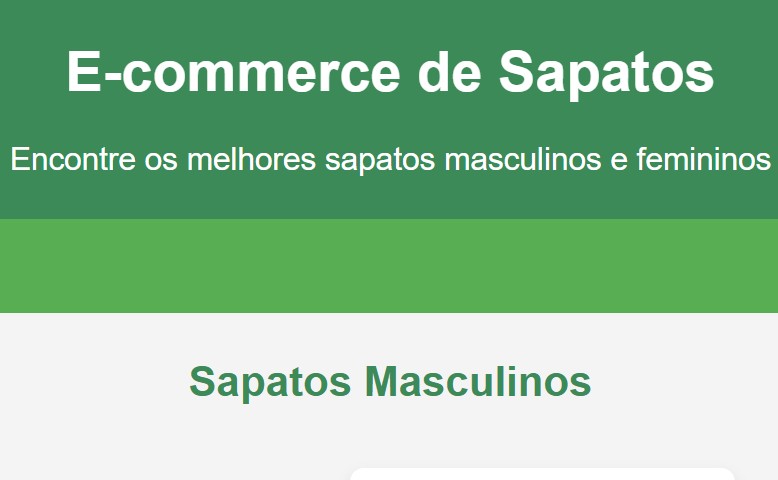 E-commerce de Sapatos
Encontre os melhores sapatos masculinos e femininos
Sapatos Masculinos